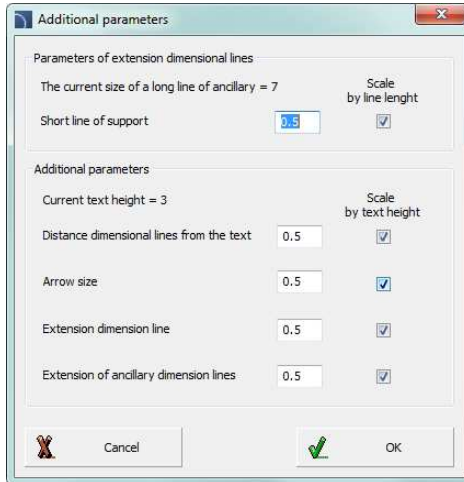 Additional parameters
Parameters of extension dimensional lines
The current size of a long line of ancillary = 7
Scale
by line lenght
Short line of support
0.5
Additional parameters
Current text height = 3
Scale
by text height
Distance dimensional lines from the text
0.5
Arrow size
0.5
Extension dimension line
0.5
Extension of ancillary dimension lines
0.5
Cancel
OK